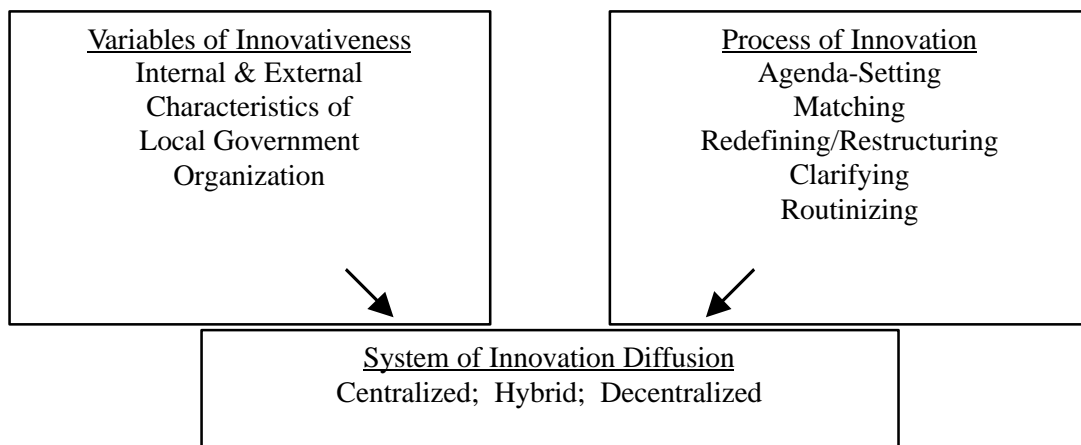 Variables of Innovativeness
Internal & External
Characteristics of
Local Government
Organization
Process of Innovation
Agenda-Setting
Matching
Redefining/Restructuring
Clarifying
Routinizing
System of Innovation Diffusion
Centralized; Hybrid; Decentralized